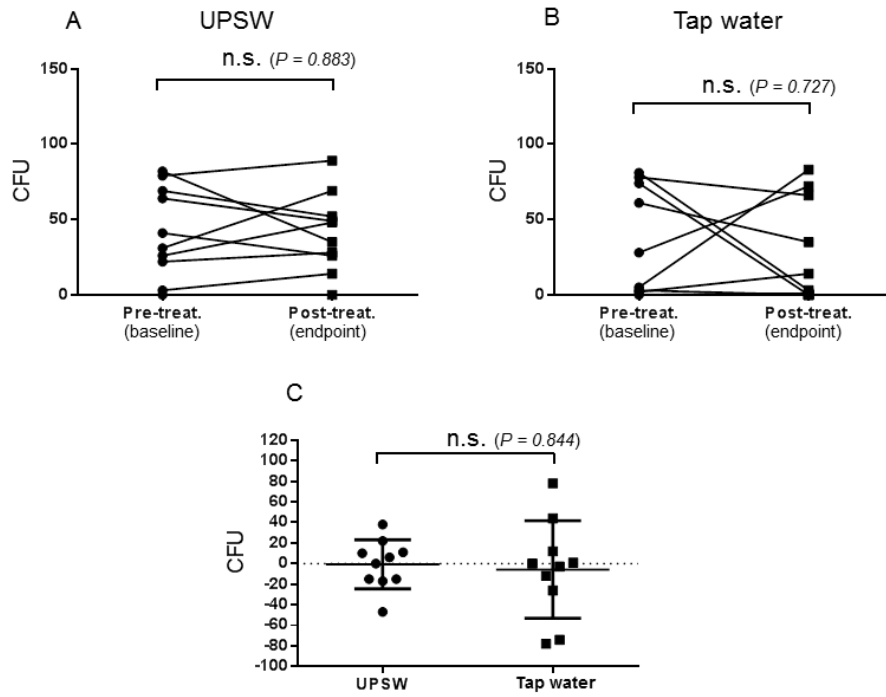 A
UPSW
n.s. (P = 0.883)
150
100
50
0
CFU
Pre-treat.
(baseline)
Post-treat.
(endpoint)
B
Tap water
n.s. (P = 0.727)
150
100
50
0
CFU
Pre-treat.
(baseline)
Post-treat.
(endpoint)
C
n.s. (P = 0.844)
120
100
80
60
40
20
0
-20
-40
-60
-80
-100
CFU
UPSW
Tap water